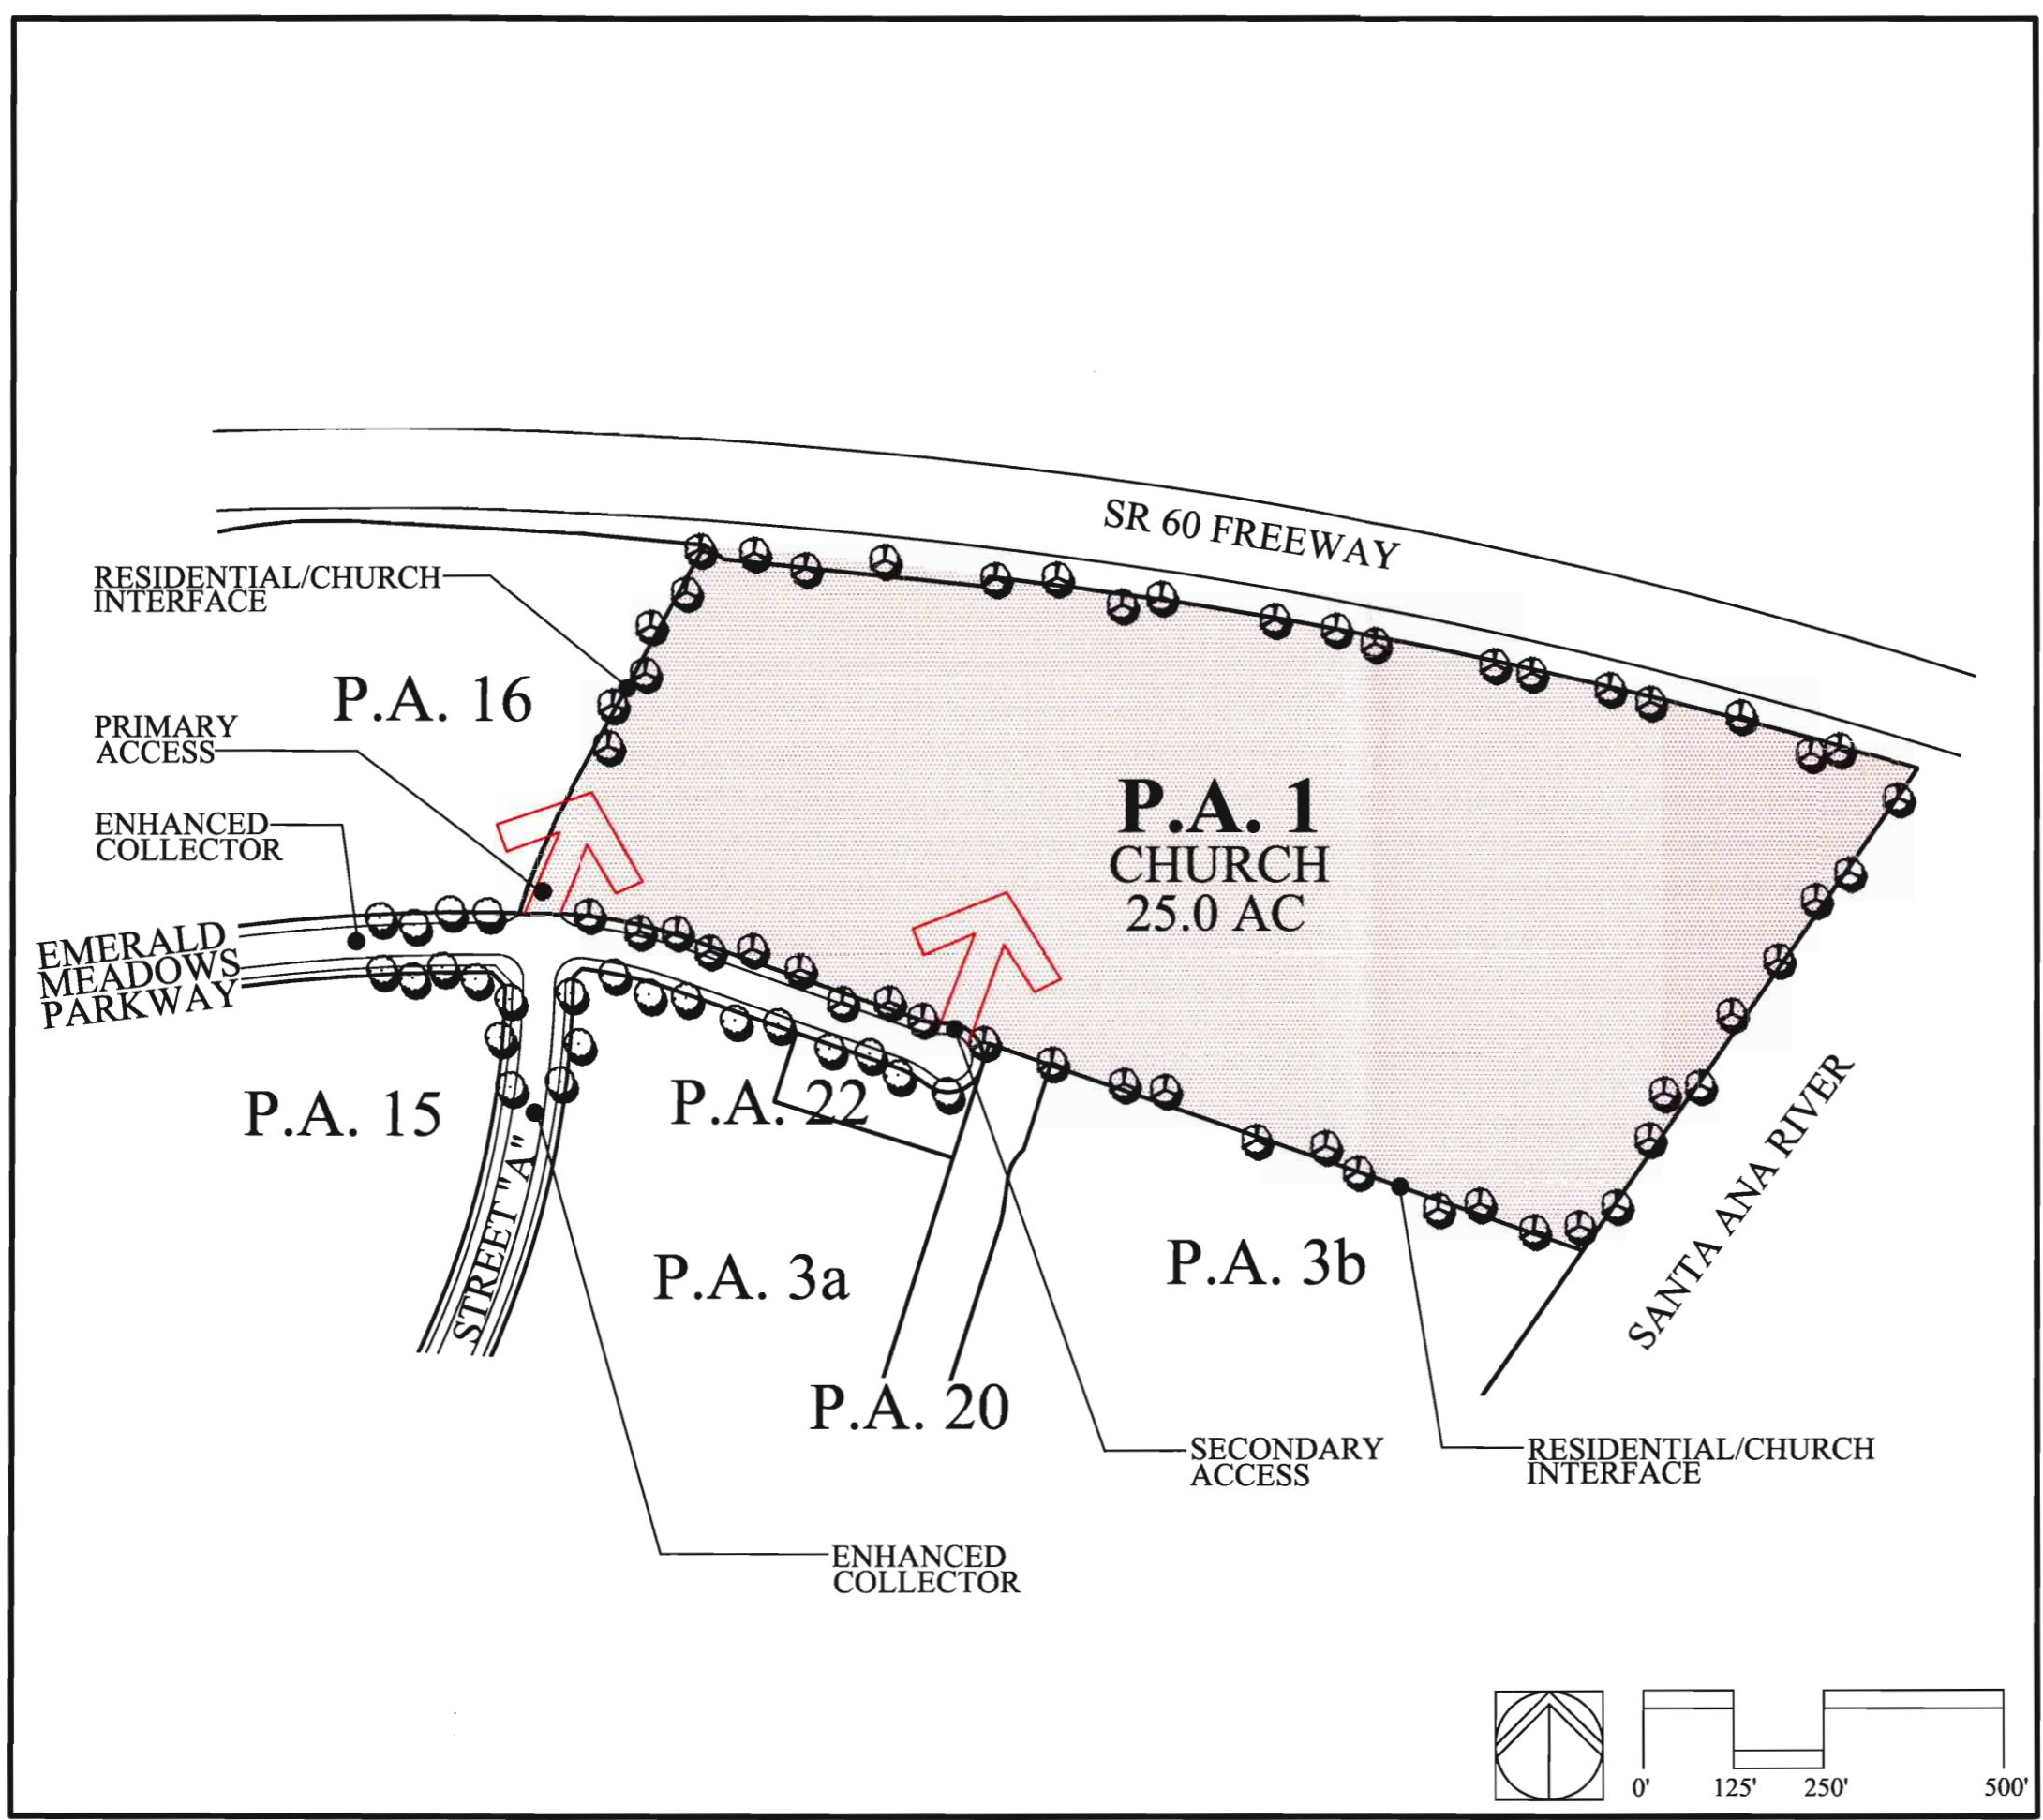 SR 60 FREEWAY
RESIDENTIAL/CHURCH
INTERFACE
P.A. 16
PRIMARY
ACCESS
ENHANCED
COLLECTOR
P.A. 1
CHURCH
25.0 AC
EMERALD
MEADOWS
PARKWAY
P.A. 15
P.A. 22
STREET "A"
P.A. 3a
P.A. 3b
SANTA ANA RIVER
P.A. 20
SECONDARY
ACCESS
RESIDENTIAL/CHURCH
INTERFACE
ENHANCED
COLLECTOR
0' 125' 250' 500'